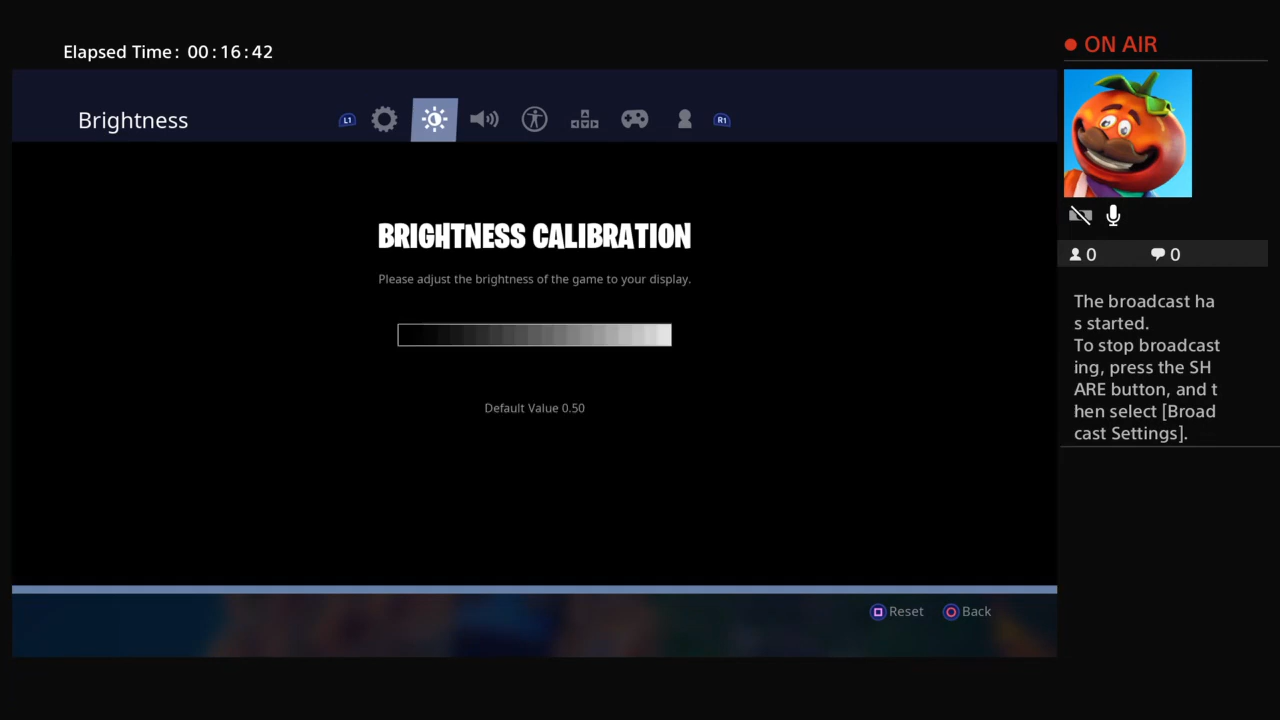 Elapsed Time: 00:16:42
ON AIR
Brightness
L1
R1
BRIGHTNESS CALIBRATION
Please adjust the brightness of the game to your display.
Default Value 0.50
Reset
Back
0
0
The broadcast ha
s started.
To stop broadcast
ing, press the SH
ARE button, and t
hen select [Broad
cast Settings].